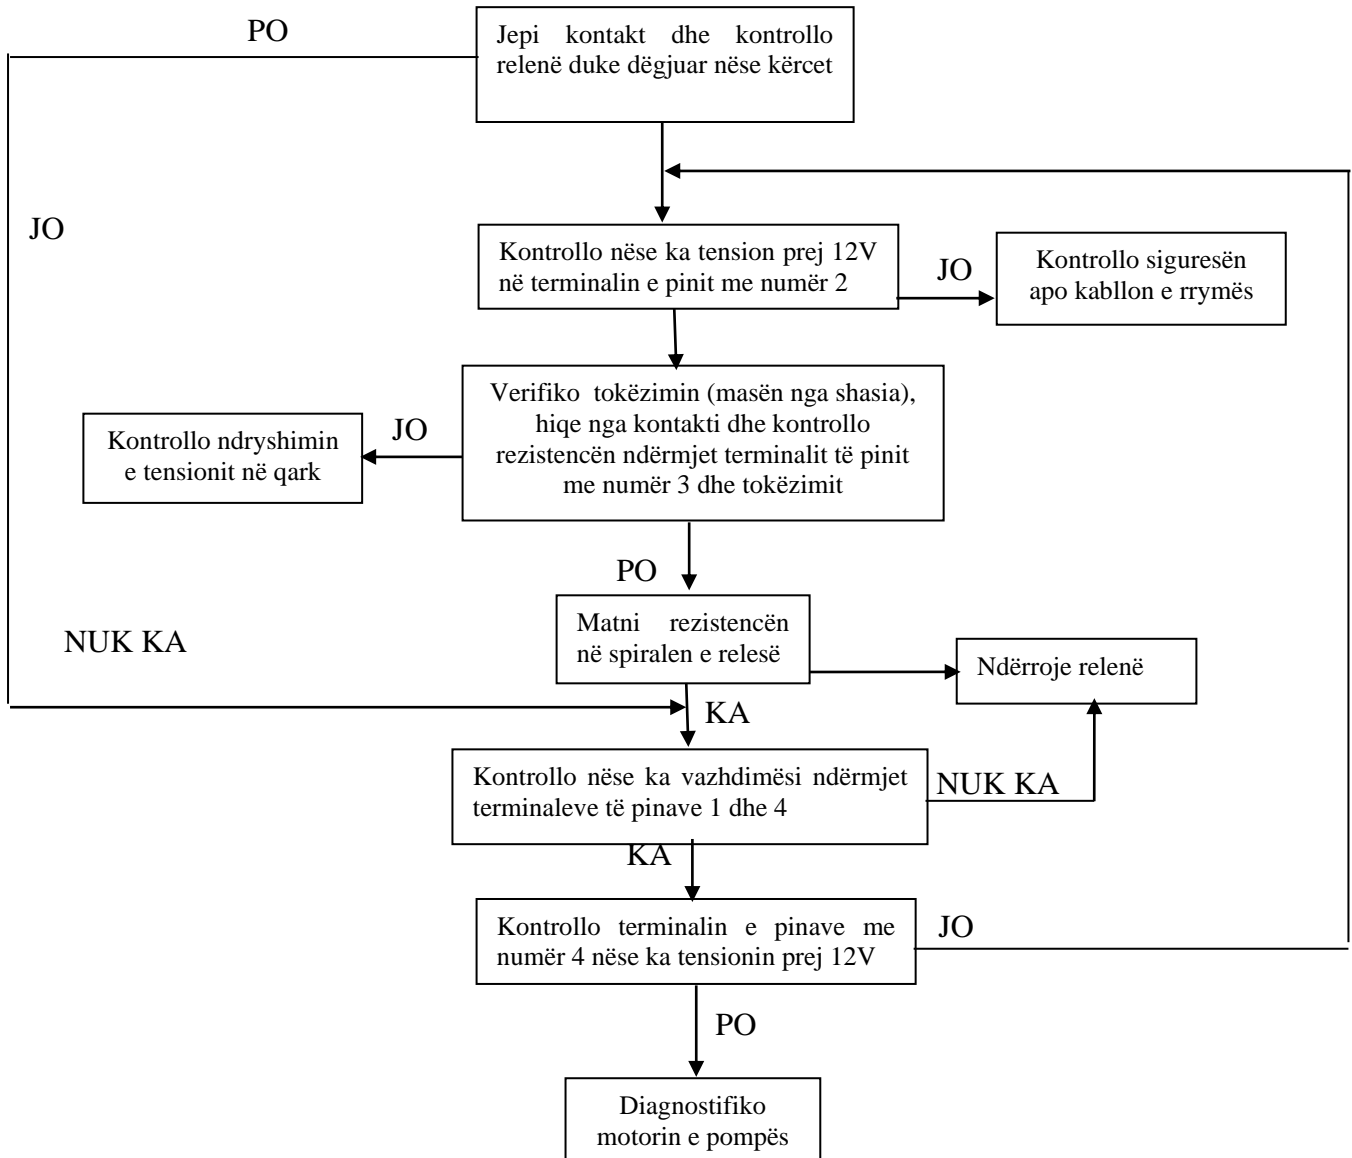 PO
Jepi kontakt dhe kontrollo
relenë duke dëgjuar nëse kërcet
JO
Kontrollo nëse ka tension prej 12V
në terminalin e pinit me numër 2
JO
Kontrollo siguresën
apo kabllon e rrymës
Verifiko tokëzimin (masën nga shasia),
hiqe nga kontakti dhe kontrollo
rezistencën ndërmjet terminalit të pinit
me numër 3 dhe tokëzimit
JO
Kontrollo ndryshimin
e tensionit në qark
PO
Matni rezistencën
në spiralen e relesë
NUK KA
Ndërroje relenë
KA
Kontrollo nëse ka vazhdimësi ndërmjet
terminaleve të pinave 1 dhe 4
NUK KA
KA
Kontrollo terminalin e pinave me
numër 4 nëse ka tensionin prej 12V
JO
PO
Diagnostifiko
motorin e pompës